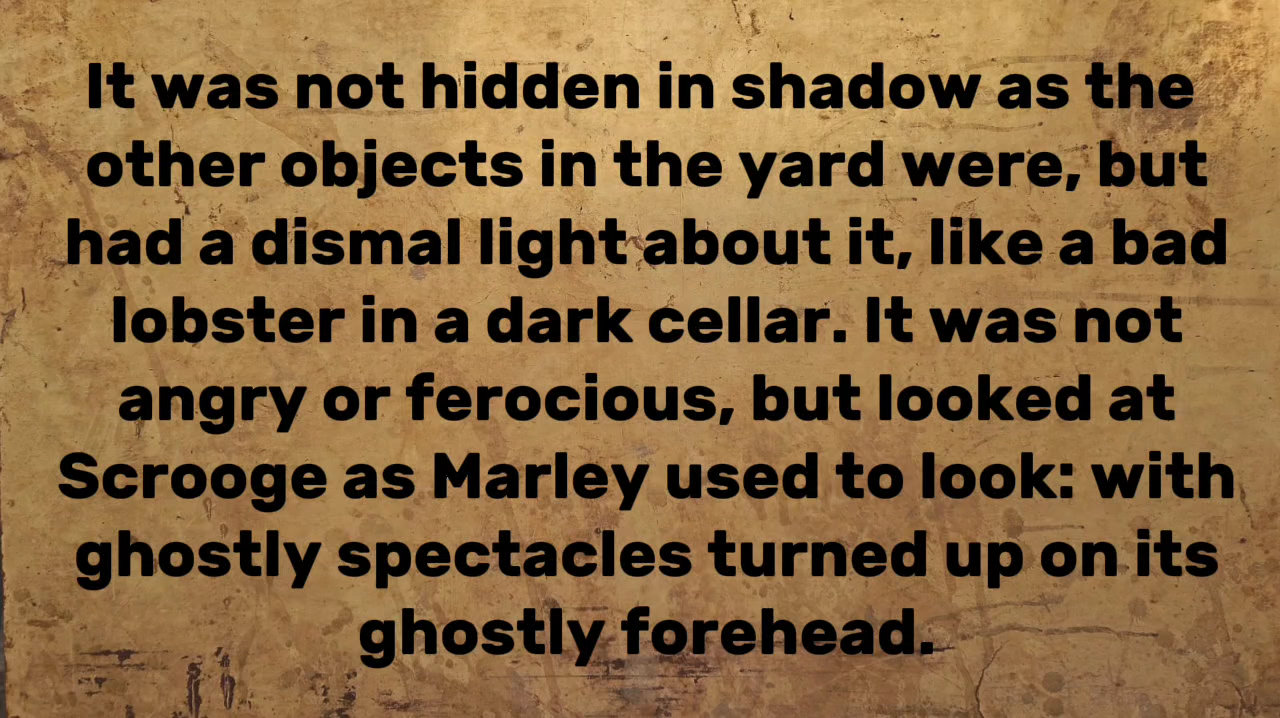 It was not hidden in shadow as the
other objects in the yard were, but
had a dismal light about it, like a bad
lobster in a dark cellar. It was not
angry or ferocious, but looked at
Scrooge as Marley used to look: with
ghostly spectacles turned up on its
ghostly forehead.